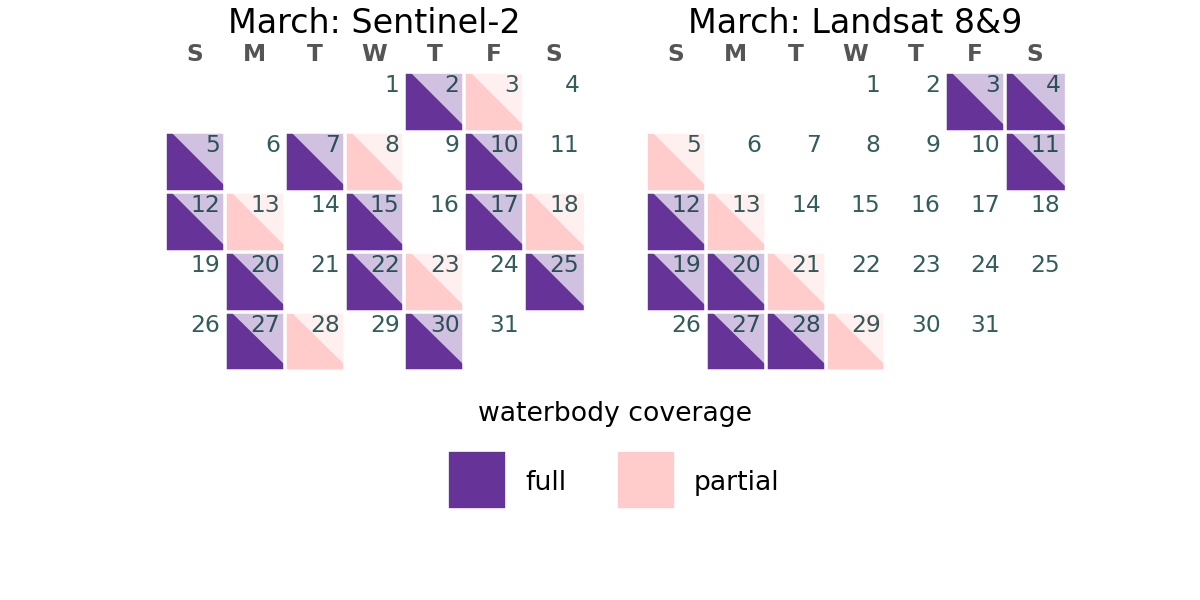 March: Sentinel-2
S M T W T F S
1 2 3 4
5 6 7 8 9 10 11
12 13 14 15 16 17 18
19 20 21 22 23 24 25
26 27 28 29 30 31
March: Landsat 8&9
S M T W T F S
1 2 3 4
5 6 7 8 9 10 11
12 13 14 15 16 17 18
19 20 21 22 23 24 25
26 27 28 29 30 31
waterbody coverage
full
partial